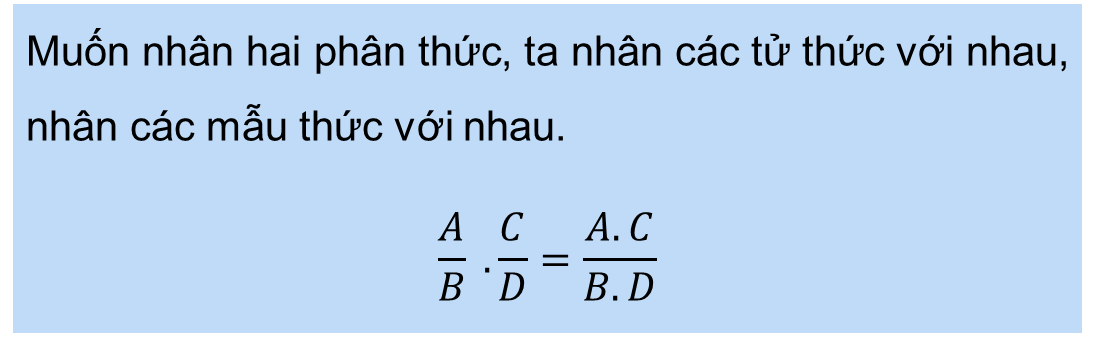 Muốn nhân hai phân thức, ta nhân các tử thức với nhau,
nhân các mẫu thức với nhau.
A/B . C/D = A. C/B. D